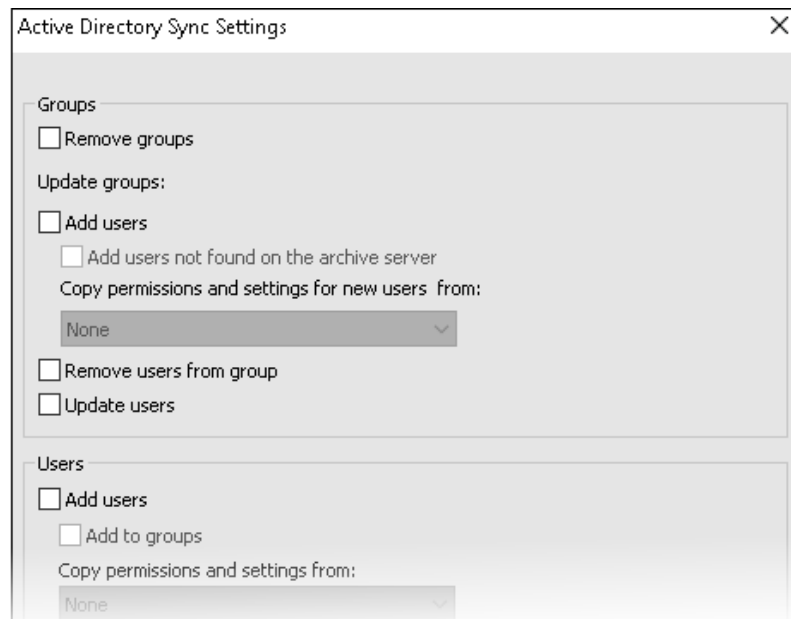 Active Directory Sync Settings
Groups
Remove groups
Update groups:
Add users
Add users not found on the archive server
Copy permissions and settings for new users from:
None
Remove users from group
Update users
Users
Add users
Add to groups
Copy permissions and settings from:
None